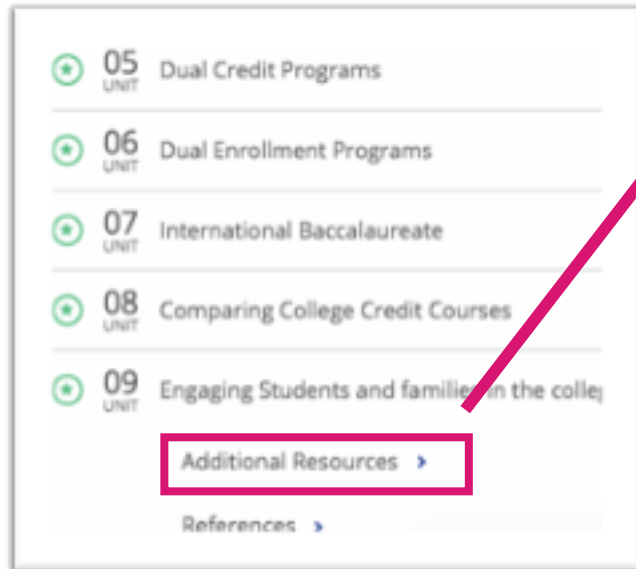 05 UNIT Dual Credit Programs
06 UNIT Dual Enrollment Programs
07 UNIT International Baccalaureate
08 UNIT Comparing College Credit Courses
09 UNIT Engaging Students and families in the
Additional Resources >
References >